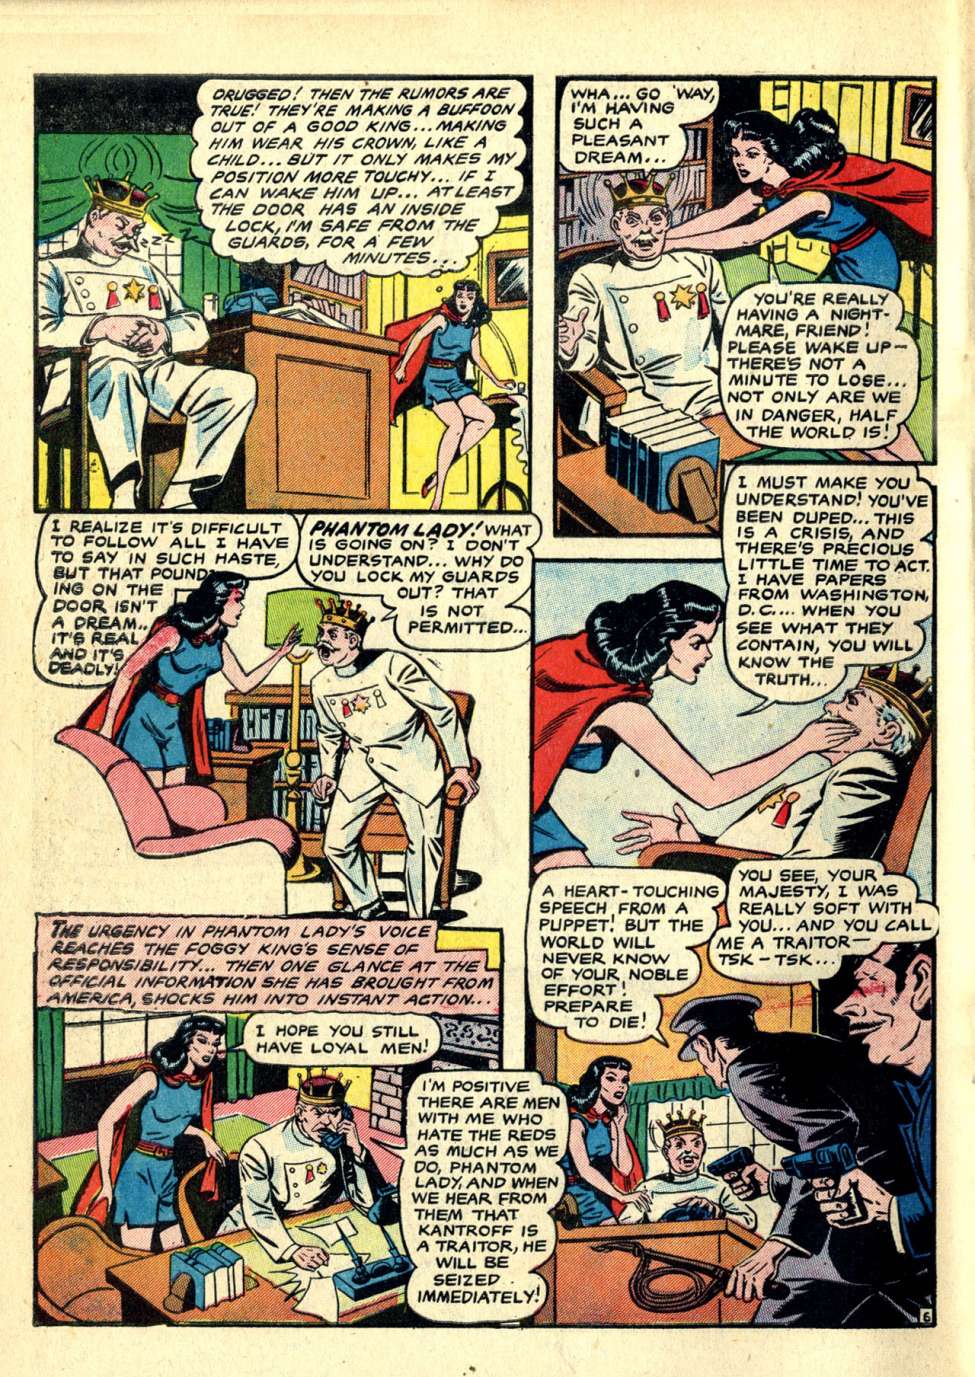 DRUGGED! THEN THE RUMORS ARE
TRUE! THEY'RE MAKING A BUFFOON
OUT OF A GOOD KING... MAKING
HIM WEAR HIS CROWN, LIKE A
CHILD... BUT IT ONLY MAKES MY
POSITION MORE TOUCHY... IF I
CAN WAKE HIM UP... AT LEAST
THE DOOR HAS AN INSIDE
LOCK, I'M SAFE FROM THE
GUARDS, FOR A FEW
MINUTES...
ZZZ Z
WHA... GO 'WAY,
I'M HAVING
SUCH A
PLEASANT
DREAM...
YOU'RE REALLY
HAVING A NIGHT-
MARE, FRIEND!
PLEASE WAKE UP—
THERE'S NOT A
MINUTE TO LOSE...
NOT ONLY ARE WE
IN DANGER, HALF
THE WORLD IS!
I REALIZE IT'S DIFFICULT
TO FOLLOW ALL I HAVE
TO SAY IN SUCH HASTE,
BUT THAT POUND-
ING ON THE
DOOR ISN'T
A DREAM..
IT'S REAL
AND IT'S
DEADLY!
PHANTOM LADY! WHAT
IS GOING ON? I DON'T
UNDERSTAND... WHY DO
YOU LOCK MY GUARDS
OUT? THAT
IS NOT
PERMITTED...
I MUST MAKE YOU
UNDERSTAND! YOU'VE
BEEN DUPED... THIS
IS A CRISIS, AND
THERE'S PRECIOUS
LITTLE TIME TO ACT.
I HAVE PAPERS
FROM WASHINGTON,
D.C.... WHEN YOU
SEE WHAT THEY
CONTAIN, YOU WILL
KNOW THE
TRUTH...
THE URGENCY IN PHANTOM LADY'S VOICE
REACHES THE FOGGY KING'S SENSE OF
RESPONSIBILITY... THEN ONE GLANCE AT THE
OFFICIAL INFORMATION SHE HAS BROUGHT FROM
AMERICA, SHOCKS HIM INTO INSTANT ACTION...
I HOPE YOU STILL
HAVE LOYAL MEN!
I'M POSITIVE
THERE ARE MEN
WITH ME WHO
HATE THE REDS
AS MUCH AS WE
DO, PHANTOM
LADY, AND WHEN
WE HEAR FROM
THEM THAT
KANTROFF IS
A TRAITOR, HE
WILL BE
SEIZED
IMMEDIATELY!
A HEART-TOUCHING
SPEECH, FROM A
PUPPET! BUT THE
WORLD WILL
NEVER KNOW
OF YOUR NOBLE
EFFORT!
PREPARE
TO DIE!
YOU SEE, YOUR
MAJESTY, I WAS
REALLY SOFT WITH
YOU... AND YOU CALL
ME A TRAITOR—
TSK-TSK...
6